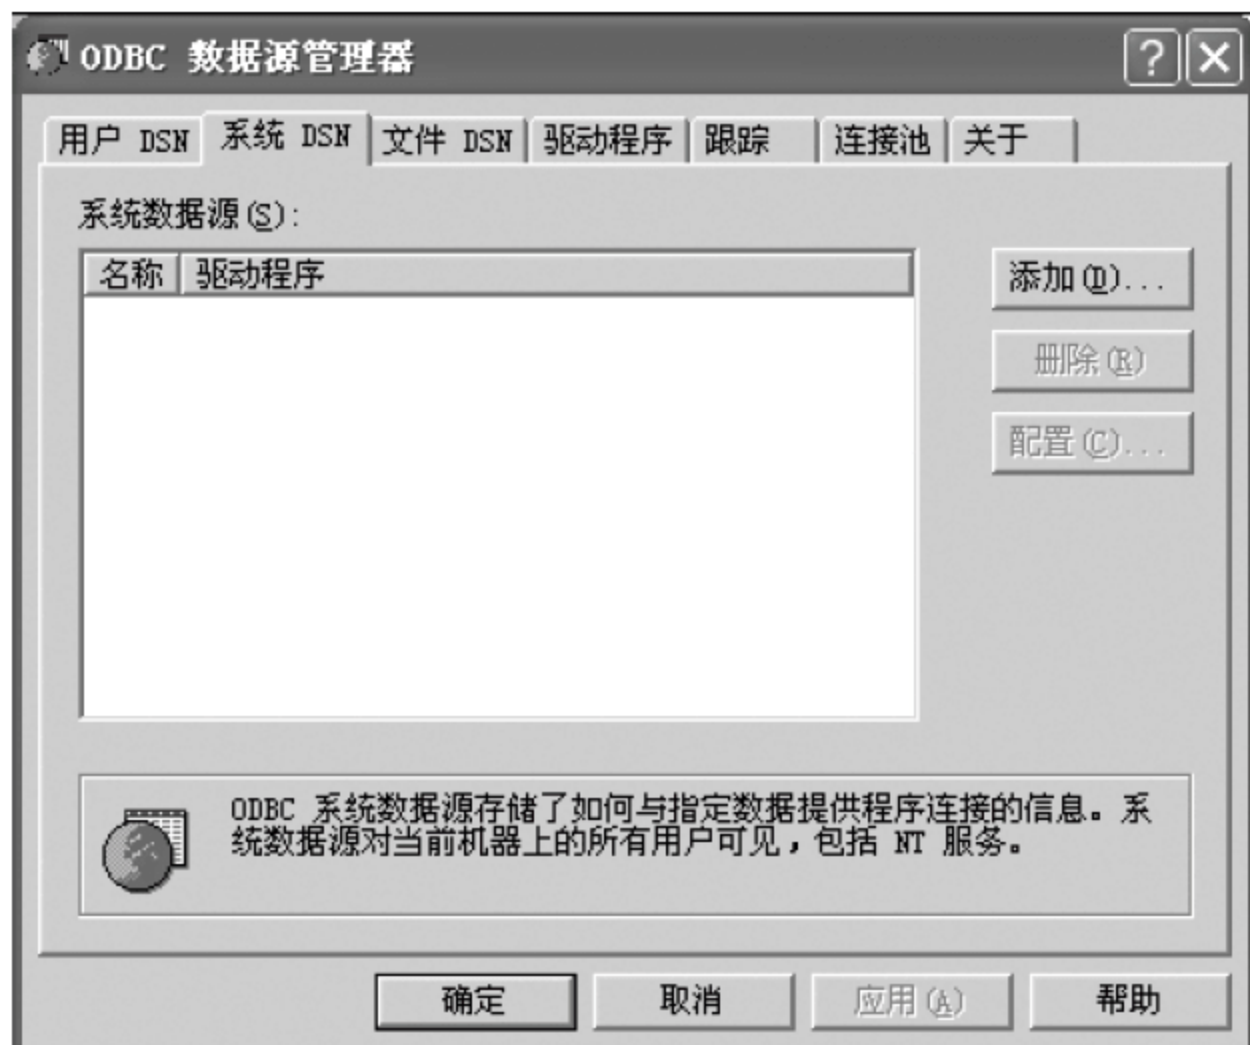 ODBC 数据源管理器
用户 DSN 系统 DSN 文件 DSN 驱动程序 跟踪 连接池 关于
系统数据源(S):
名称 驱动程序
添加(D)...
删除(R)
配置(C)...
ODBC 系统数据源存储了如何与指定数据提供程序连接的信息。系
统数据源对当前机器上的所有用户可见，包括 NT 服务。
确定 取消 应用(A) 帮助